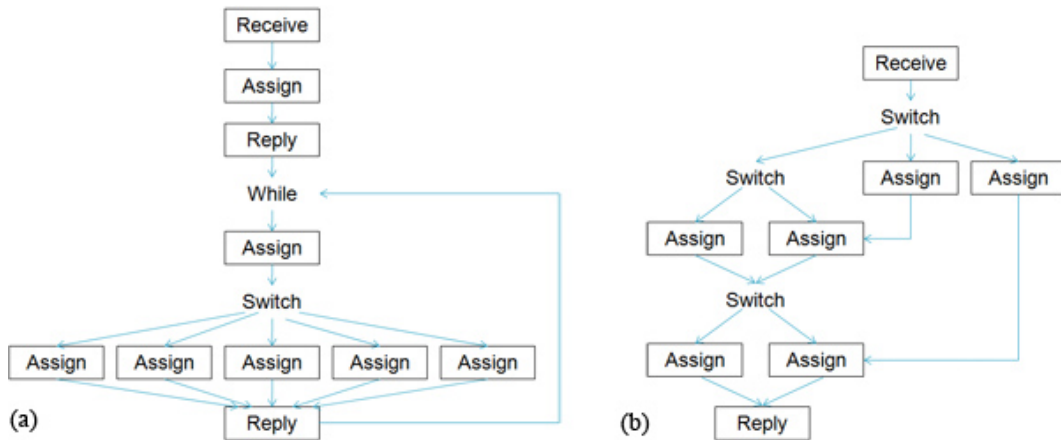 Receive
Assign
Reply
While
Assign
Switch
Assign Assign Assign Assign Assign
Reply
(a)
Receive
Switch
Switch Assign Assign
Assign Assign
Switch
Assign Assign
Reply
(b)